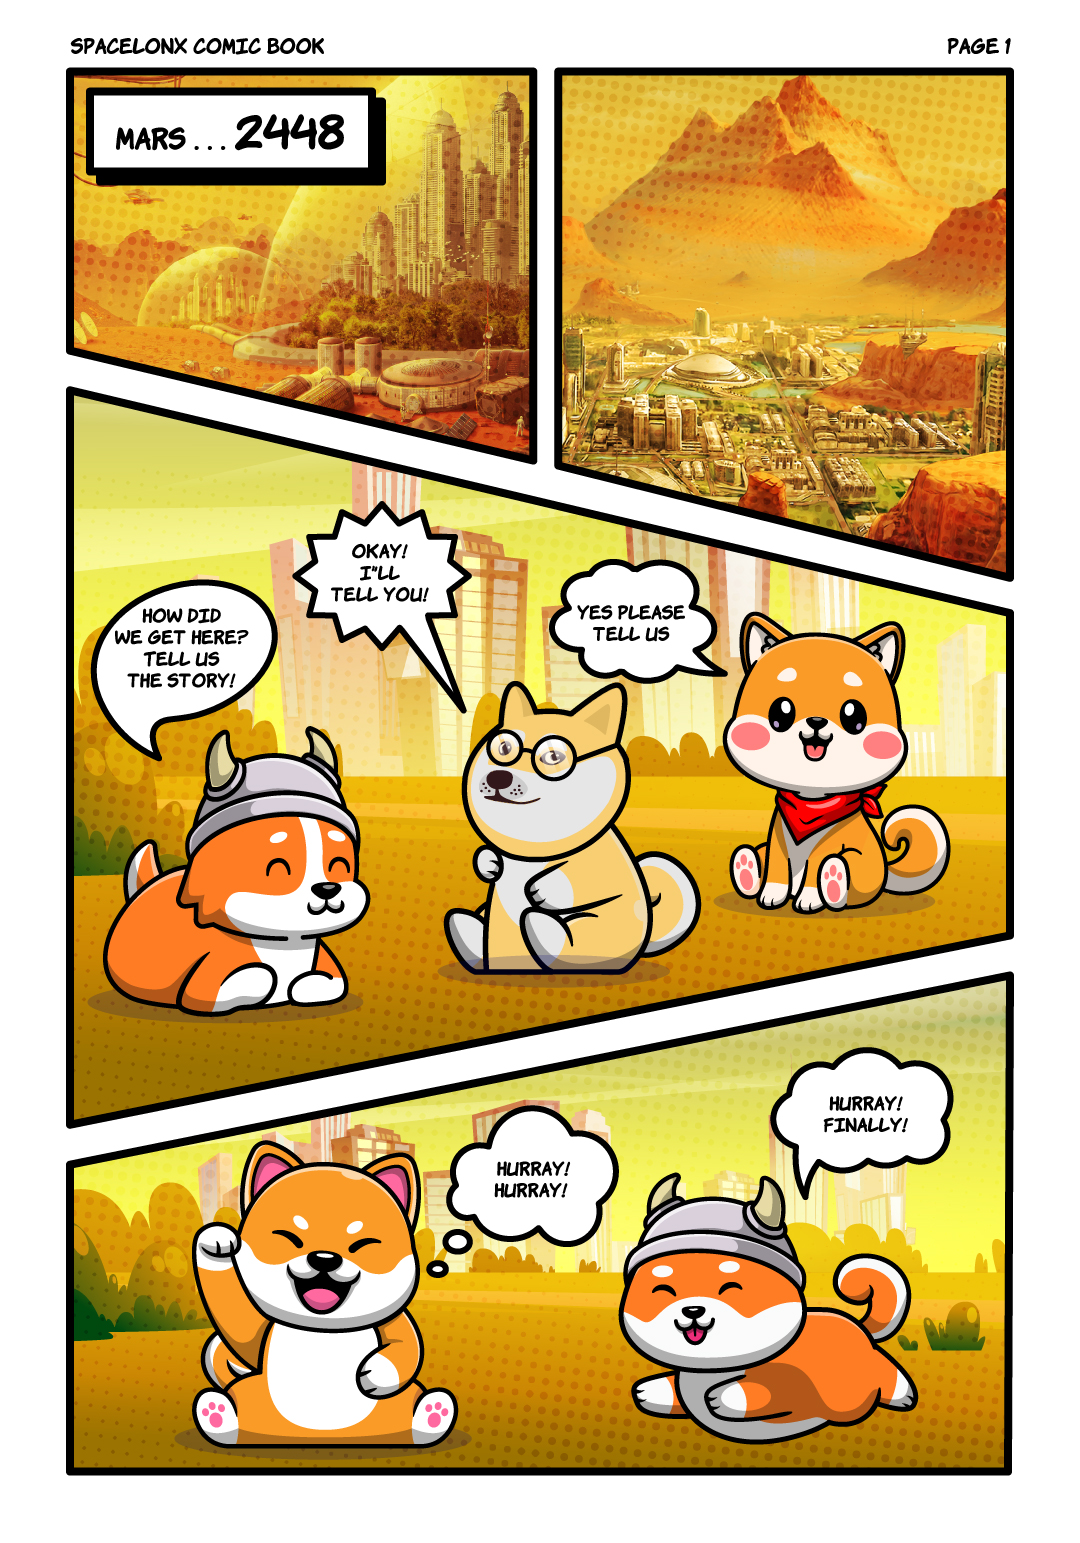 SPACELONX COMIC BOOK
PAGE 1
MARS . . . 2448
HOW DID
WE GET HERE?
TELL US
THE STORY!
OKAY!
I"LL
TELL YOU!
YES PLEASE
TELL US
HURRAY!
HURRAY!
HURRAY!
FINALLY!